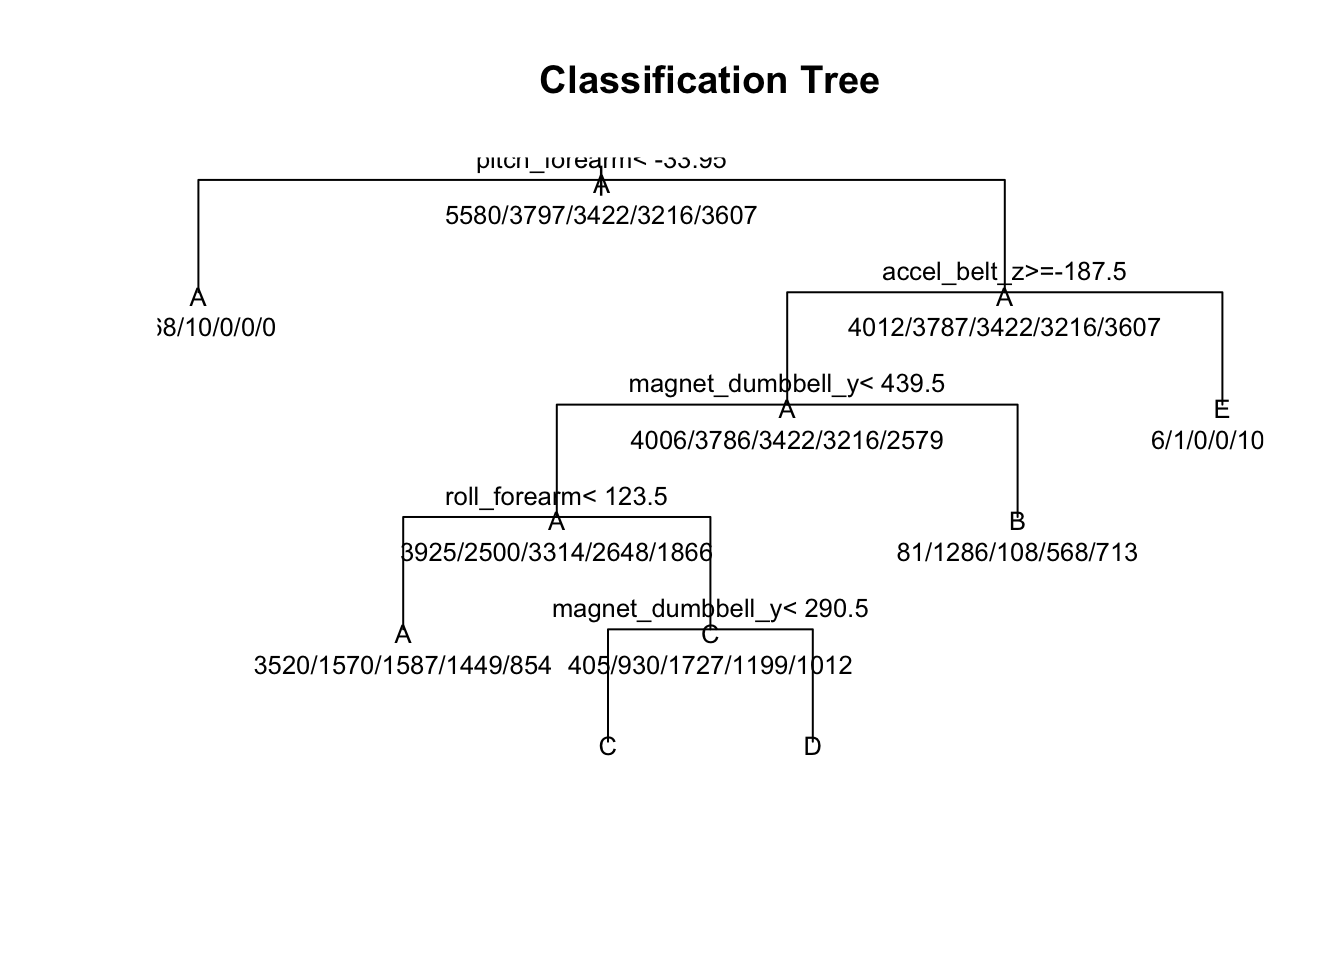 Classification Tree
pitch_forearm< -33.95
A
5580/3797/3422/3216/3607
accel_belt_z>=-187.5
A
A
68/10/0/0/0
4012/3787/3422/3216/3607
magnet_dumbbell_y< 439.5
A
E
4006/3786/3422/3216/2579
6/1/0/0/10
roll_forearm< 123.5
A
B
3925/2500/3314/2648/1866
81/1286/108/568/713
magnet_dumbbell_y< 290.5
A
C
3520/1570/1587/1449/854
405/930/1727/1199/1012
C
D